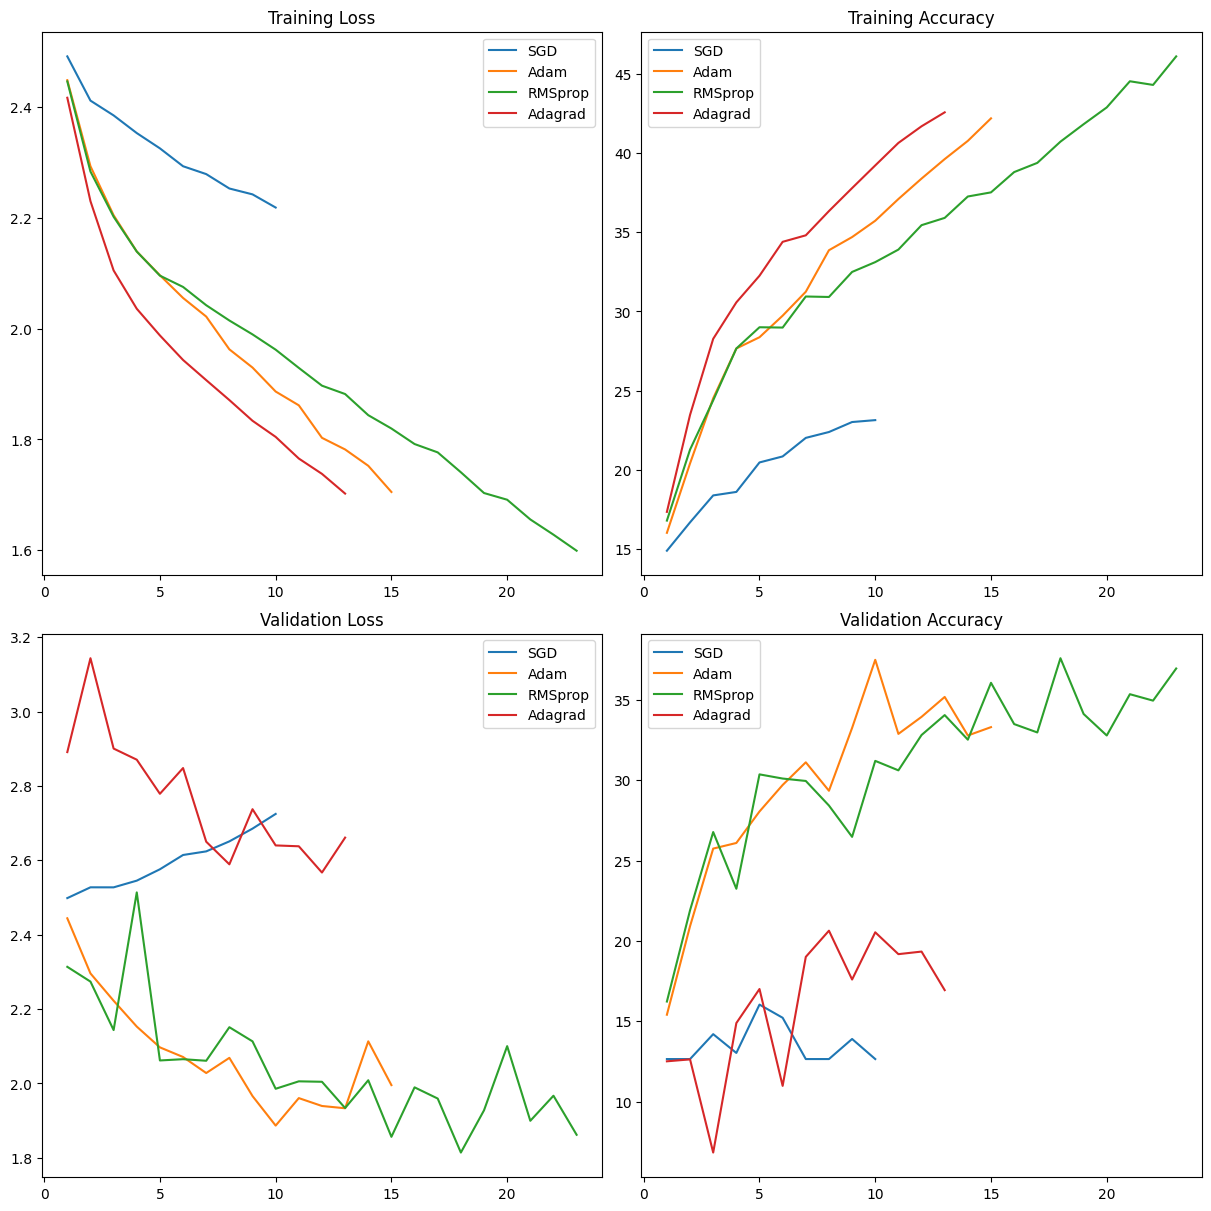 Training Loss
2.4
2.2
2.0
1.8
1.6
0 5 10 15 20
SGD
Adam
RMSprop
Adagrad
Training Accuracy
45
40
35
30
25
20
15
0 5 10 15 20
SGD
Adam
RMSprop
Adagrad
Validation Loss
3.2
3.0
2.8
2.6
2.4
2.2
2.0
1.8
0 5 10 15 20
SGD
Adam
RMSprop
Adagrad
Validation Accuracy
35
30
25
20
15
10
0 5 10 15 20
SGD
Adam
RMSprop
Adagrad